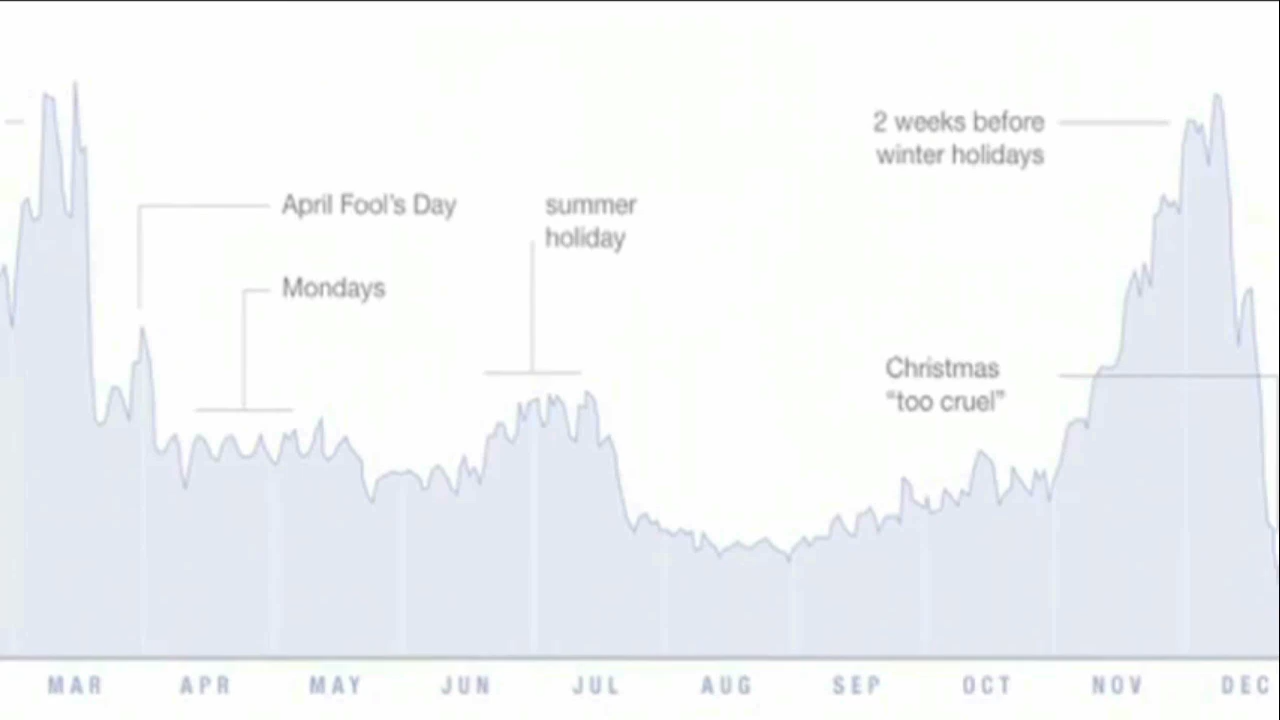 2 weeks before
winter holidays
April Fool's Day
summer
holiday
Mondays
Christmas
“too cruel”
MAR APR MAY JUN JUL AUG SEP OCT NOV DEC